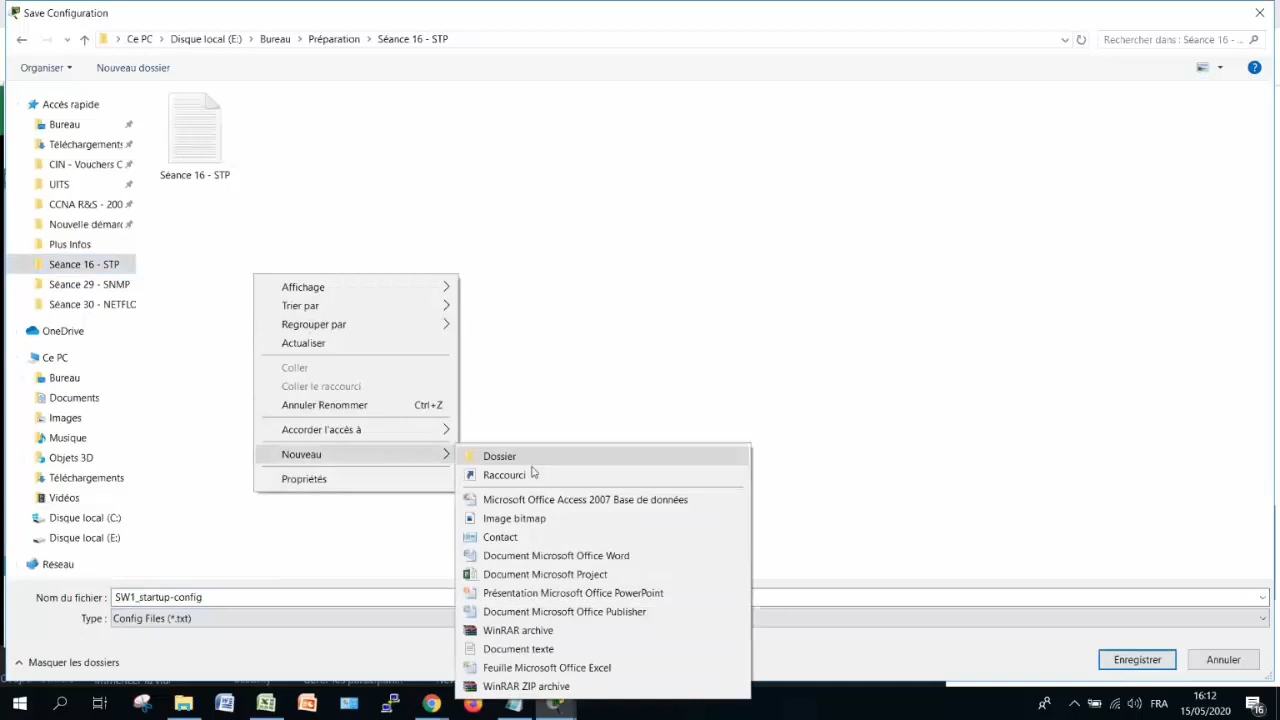 Save Configuration
Ce PC
Disque local (E:)
Bureau
Préparation
Séance 16 - STP
Rechercher dans : Séance 16 - ...
Organiser
Nouveau dossier
?
Accès rapide
Bureau
Téléchargements
CIN - Vouchers C
UITS
CCNA R&S - 200
Nouvelle démarc
Plus Infos
Séance 16 - STP
Séance 29 - SNMP
Séance 30 - NETFLO
OneDrive
Ce PC
Bureau
Documents
Images
Musique
Objets 3D
Téléchargements
Vidéos
Disque local (C:)
Disque local (E:)
Réseau
Séance 16 - STP
Affichage
Trier par
Regrouper par
Actualiser
Coller
Coller le raccourci
Annuler Renommer Ctrl+Z
Accorder l'accès à
Nouveau
Propriétés
Dossier
Raccourci
Microsoft Office Access 2007 Base de données
Image bitmap
Contact
Document Microsoft Office Word
Document Microsoft Project
Présentation Microsoft Office PowerPoint
Document Microsoft Office Publisher
WinRAR archive
Document texte
Feuille Microsoft Office Excel
WinRAR ZIP archive
Nom du fichier : SW1_startup-config
Type : Config Files (*.txt)
Masquer les dossiers
Enregistrer
Annuler
FRA
16:12
15/05/2020
16